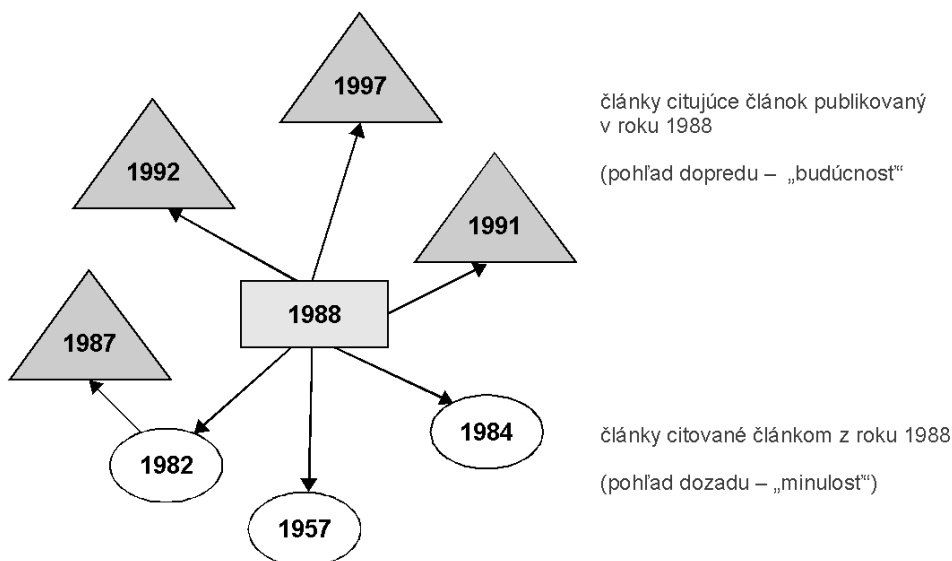 1997
články citujúce článok publikovaný
v roku 1988
1992
(pohľad dopredu – „budúcnosť“
1991
1988
1987
1984
články citované článkom z roku 1988
1982
(pohľad dozadu – „minulosť“)
1957